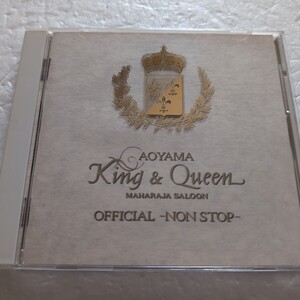 AOYAMA
King & Queen
MAHARAJA SALOON
OFFICIAL -NON STOP-